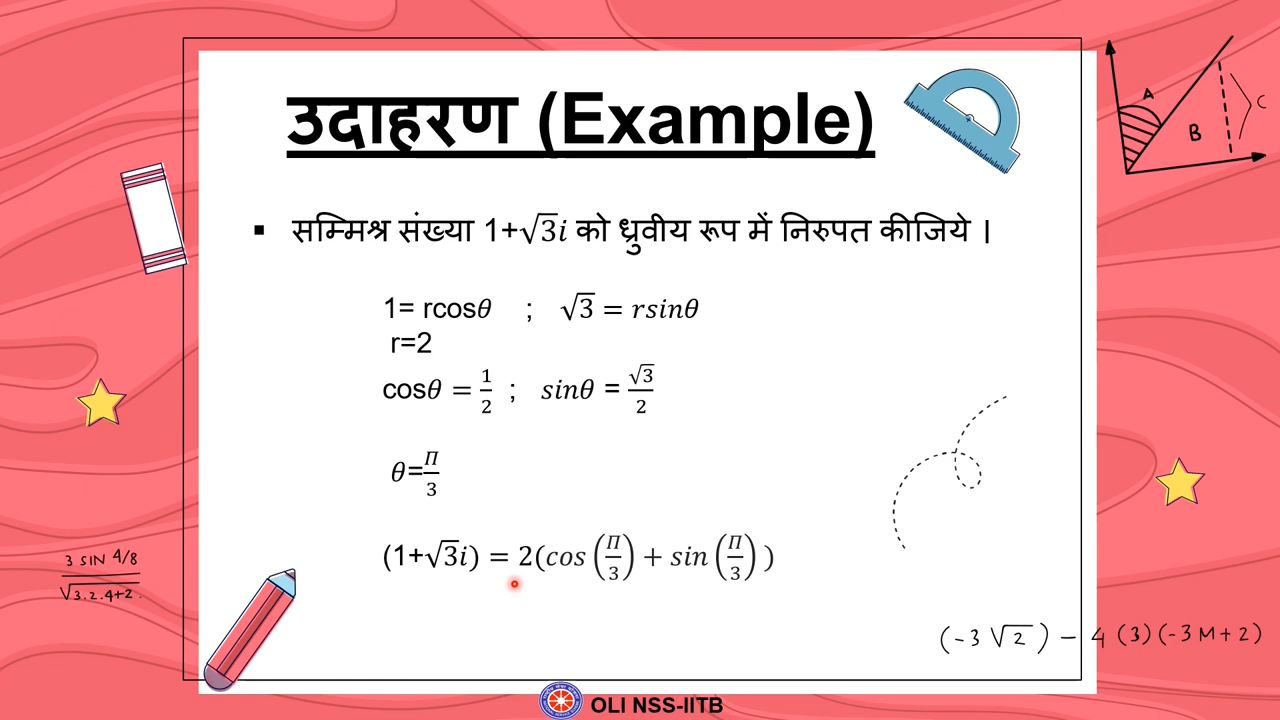 उदाहरण (Example)
▪ सम्मिश्र संख्या 1+√3i को ध्रुवीय रूप में निरुपत कीजिये ।
1= rcosθ ; √3 = rsinθ
r=2
cosθ = 1/2 ; sinθ = √3/2
θ=Π/3
(1+√3i) = 2(cos(Π/3) + sin(Π/3) )
A
B
C
3 SIN 4/8
√3.2.4+2.
(-3 √2 ) - 4 (3) (-3M+2)
OLI NSS-IITB